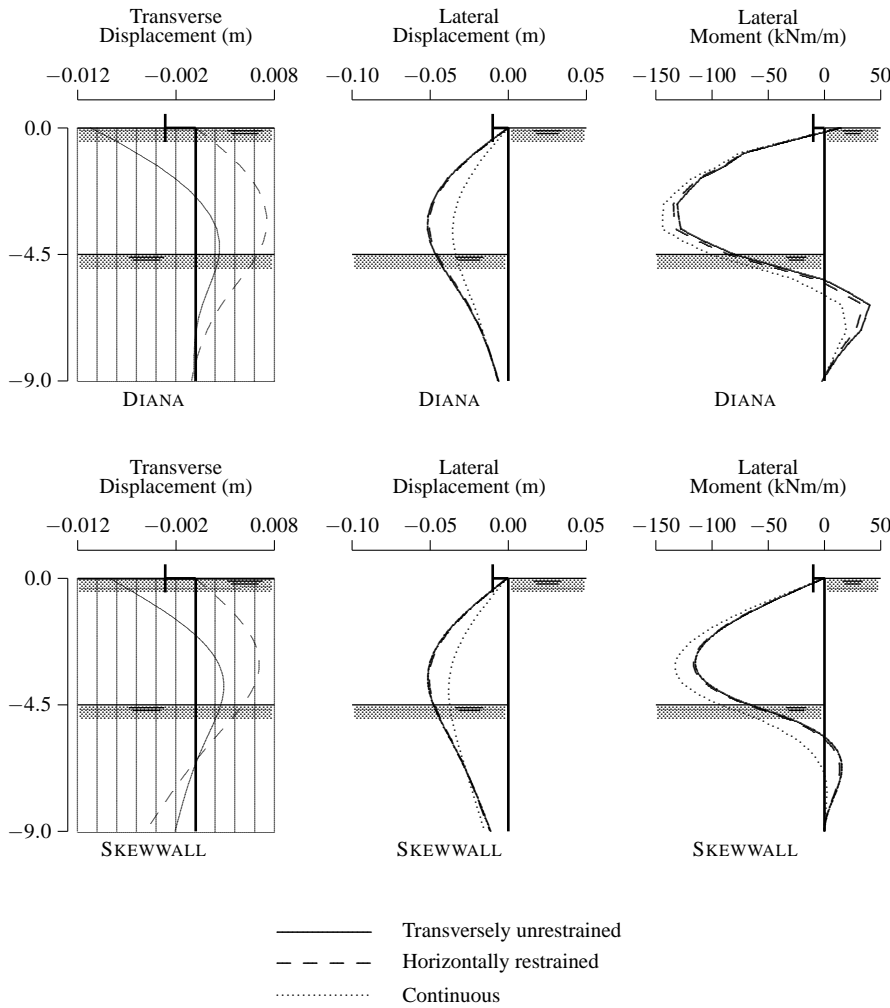 Transverse
Displacement (m)
Lateral
Displacement (m)
Lateral
Moment (kNm/m)
−0.012 −0.002 0.008
−0.10 −0.05 0.00 0.05
−150 −100 −50 0 50
0.0
−4.5
−9.0
DIANA
DIANA
DIANA
Transverse
Displacement (m)
Lateral
Displacement (m)
Lateral
Moment (kNm/m)
−0.012 −0.002 0.008
−0.10 −0.05 0.00 0.05
−150 −100 −50 0 50
0.0
−4.5
−9.0
SKEWWALL
SKEWWALL
SKEWWALL
Transversely unrestrained
Horizontally restrained
Continuous